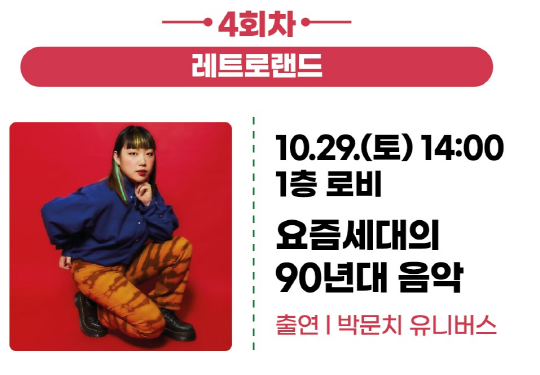 4회차
레트로랜드
10.29.(토) 14:00
1층 로비
요즘세대의
90년대 음악
출연 | 박문치 유니버스